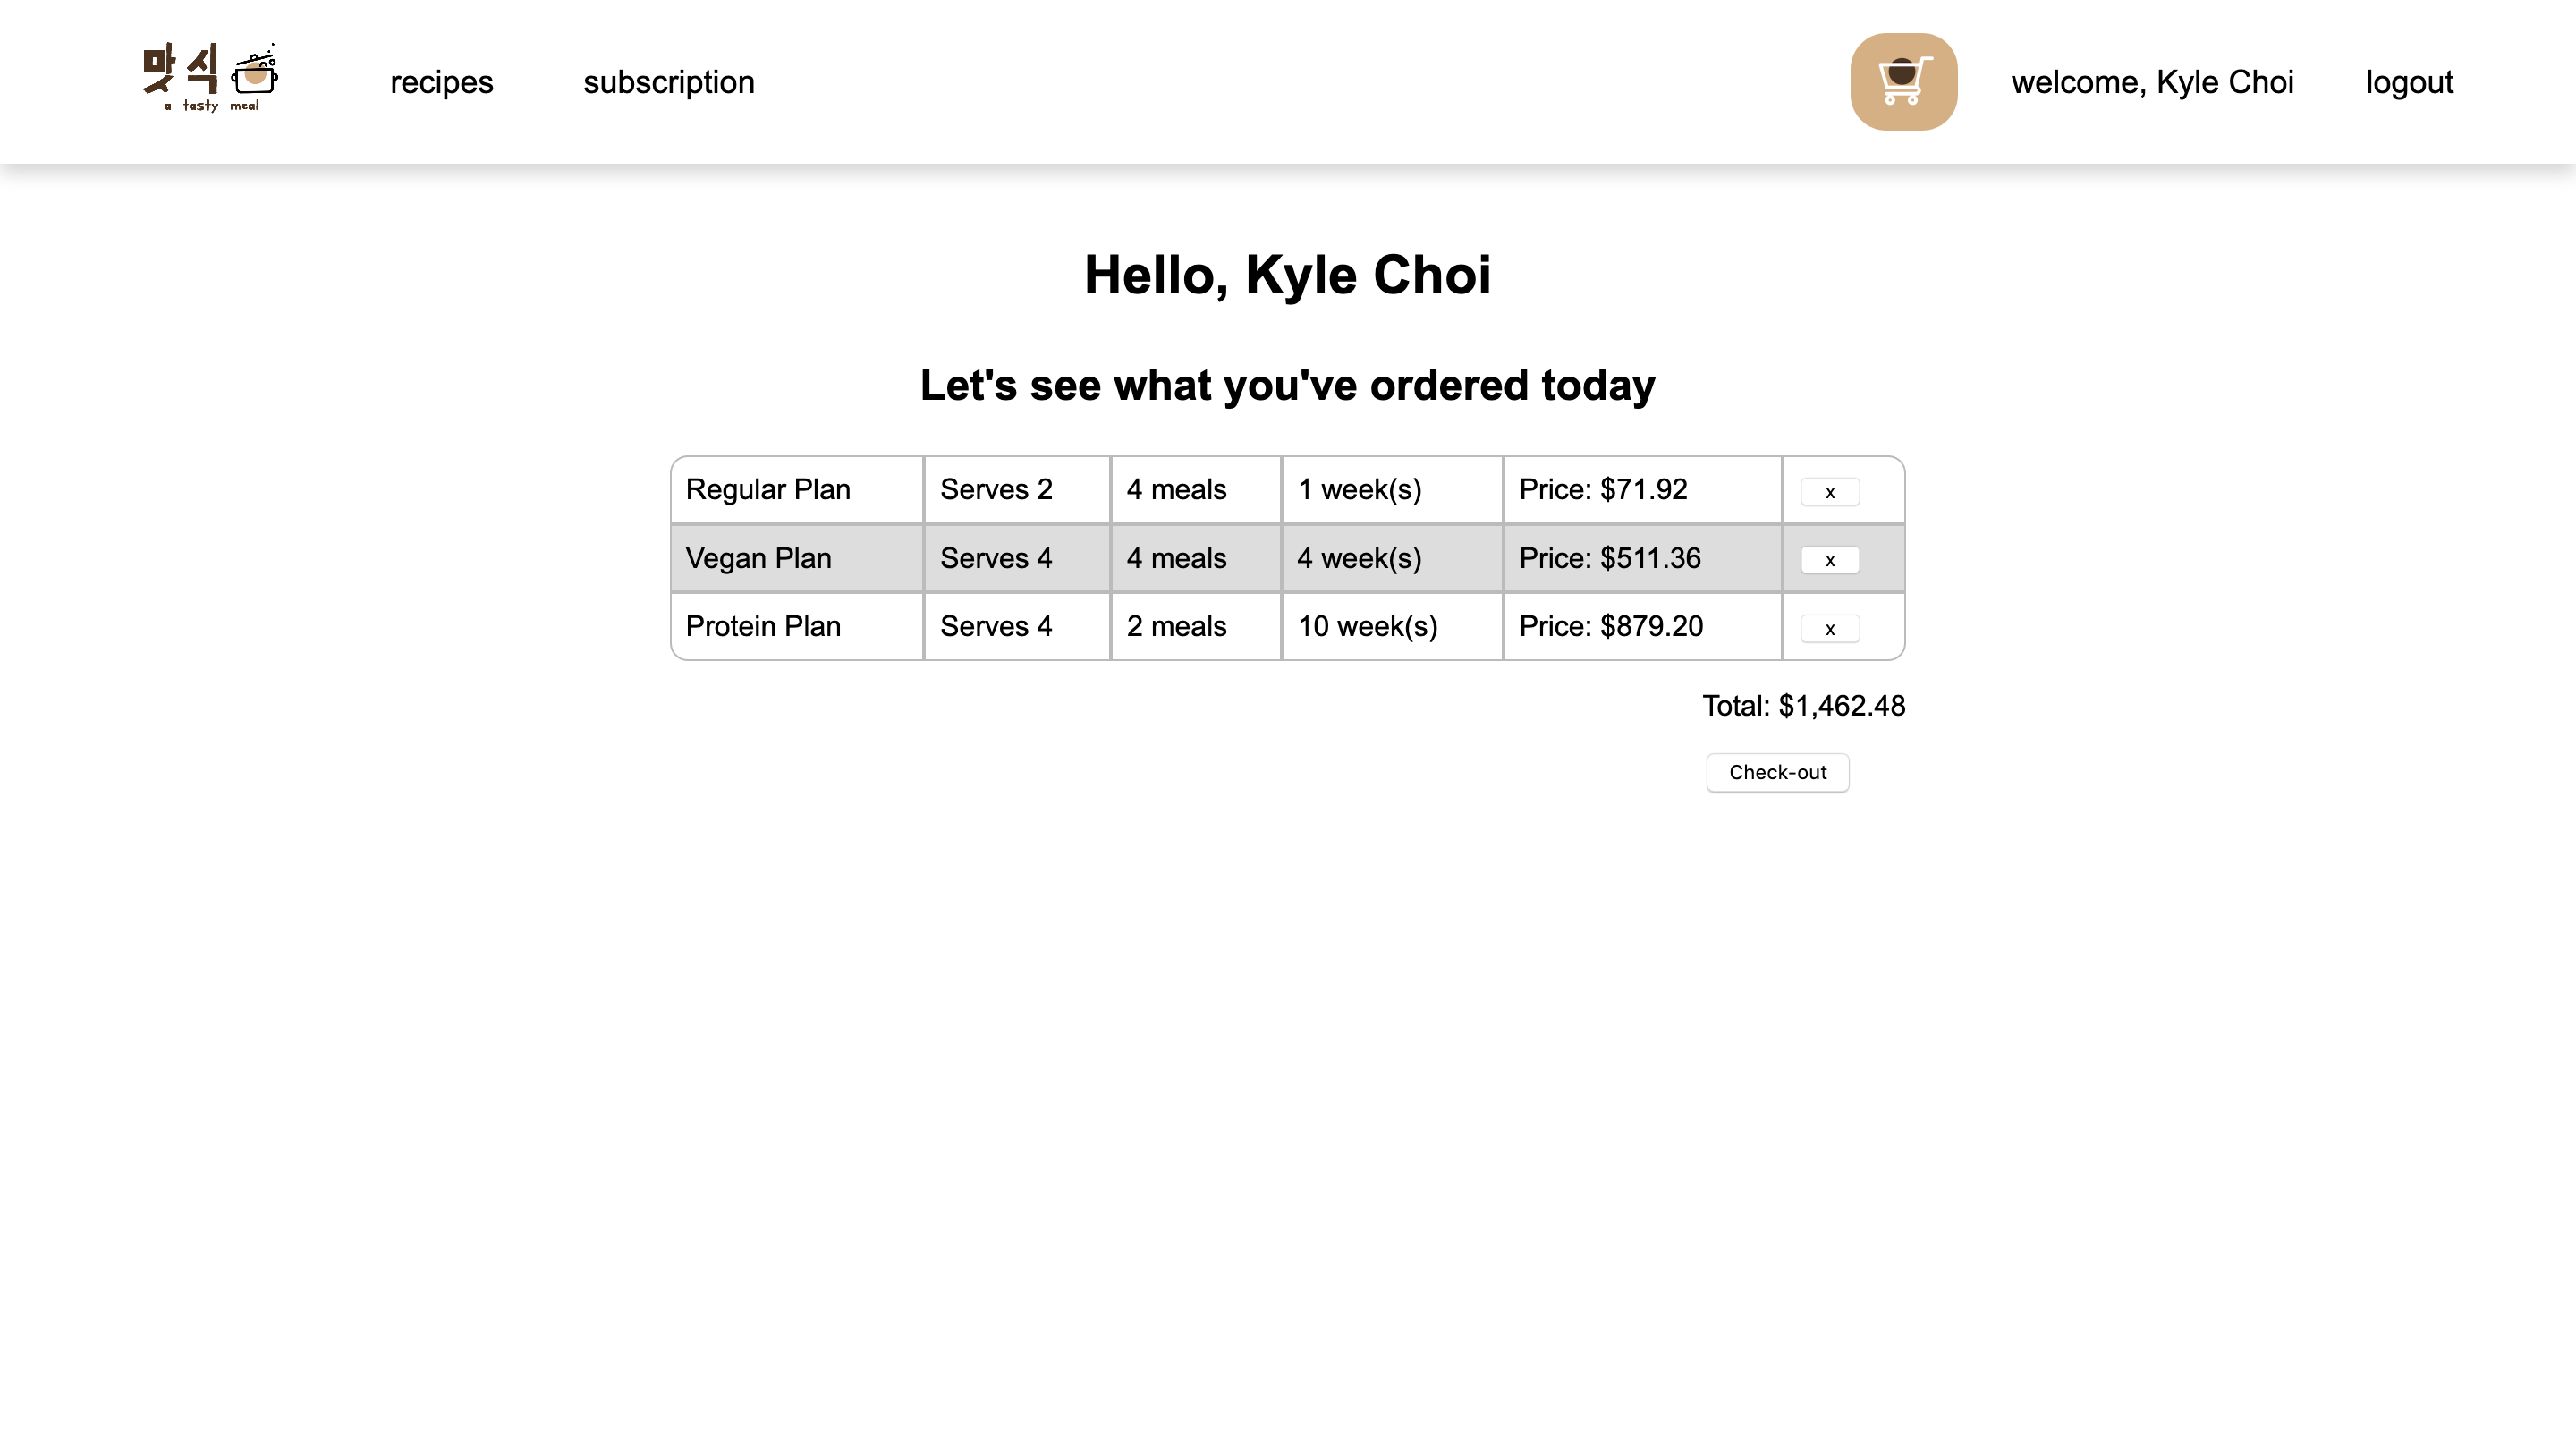 맛식
a tasty meal
recipes subscription welcome, Kyle Choi logout
Hello, Kyle Choi
Let's see what you've ordered today
Regular Plan Serves 2 4 meals 1 week(s) Price: $71.92 x
Vegan Plan Serves 4 4 meals 4 week(s) Price: $511.36 x
Protein Plan Serves 4 2 meals 10 week(s) Price: $879.20 x
Total: $1,462.48
Check-out